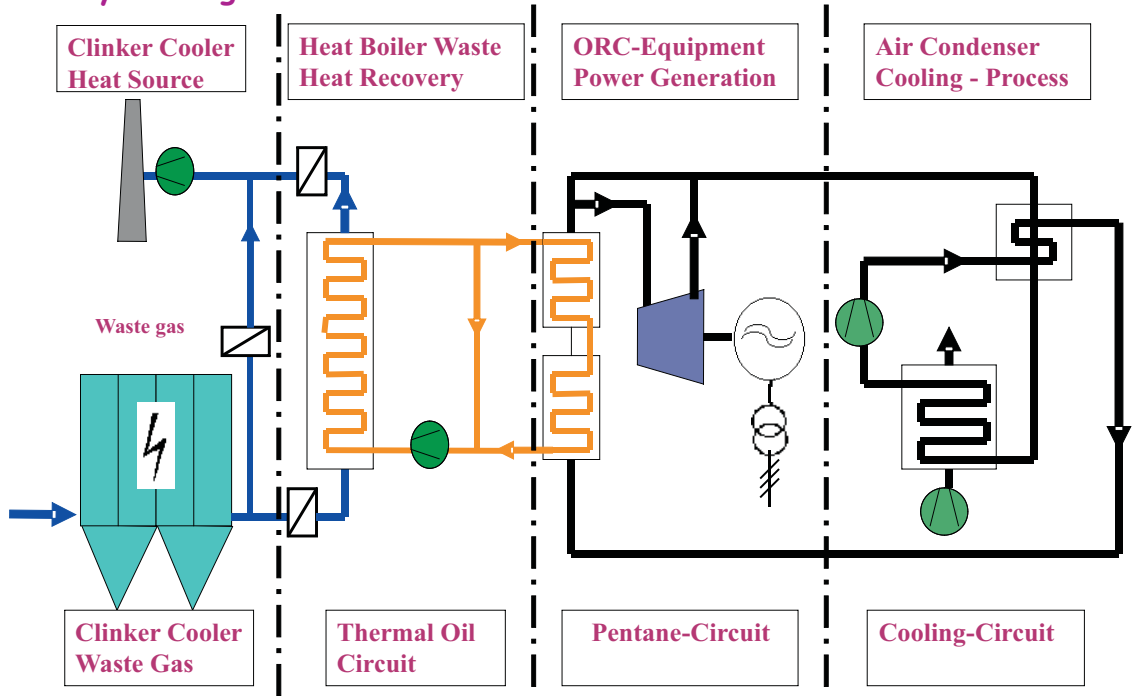 Clinker Cooler
Heat Source
Heat Boiler Waste
Heat Recovery
ORC-Equipment
Power Generation
Air Condenser
Cooling - Process
Waste gas
Clinker Cooler
Waste Gas
Thermal Oil
Circuit
Pentane-Circuit
Cooling-Circuit